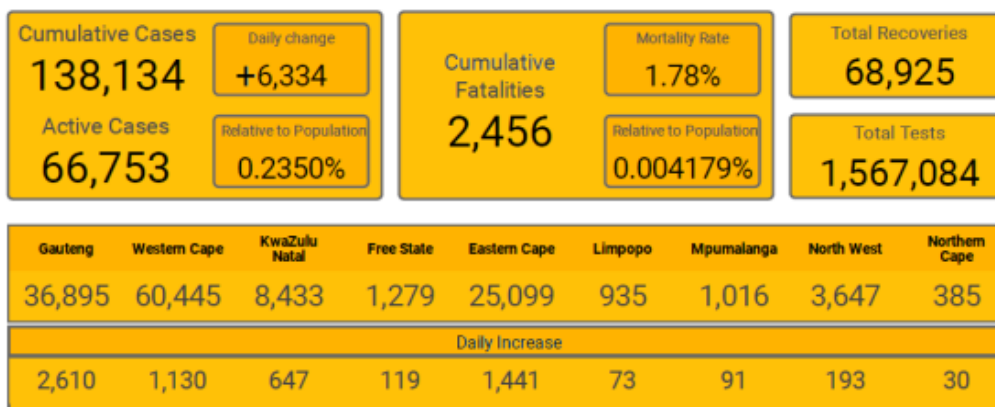 Cumulative Cases
138,134
Daily change
+6,334
Active Cases
66,753
Relative to Population
0.2350%
Cumulative
Fatalities
2,456
Mortality Rate
1.78%
Relative to Population
0.004179%
Total Recoveries
68,925
Total Tests
1,567,084
Gauteng Western Cape KwaZulu Natal Free State Eastern Cape Limpopo Mpumalanga North West Northern Cape
36,895 60,445 8,433 1,279 25,099 935 1,016 3,647 385
Daily Increase
2,610 1,130 647 119 1,441 73 91 193 30